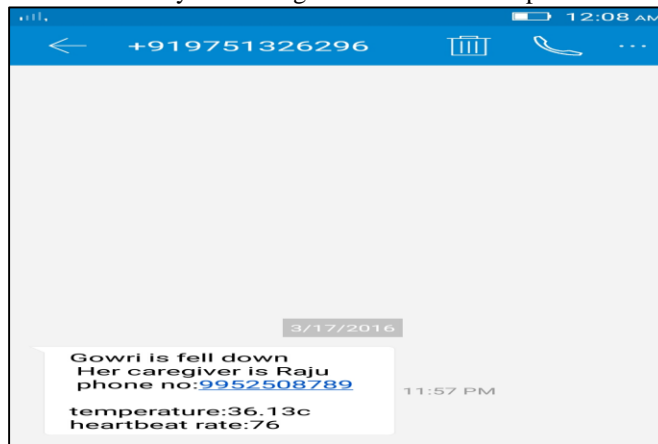 12:08 AM
+919751326296
3/17/2016
Gowri is fell down
Her caregiver is Raju
phone no:9952508789
11:57 PM
temperature:36.13c
heartbeat rate:76